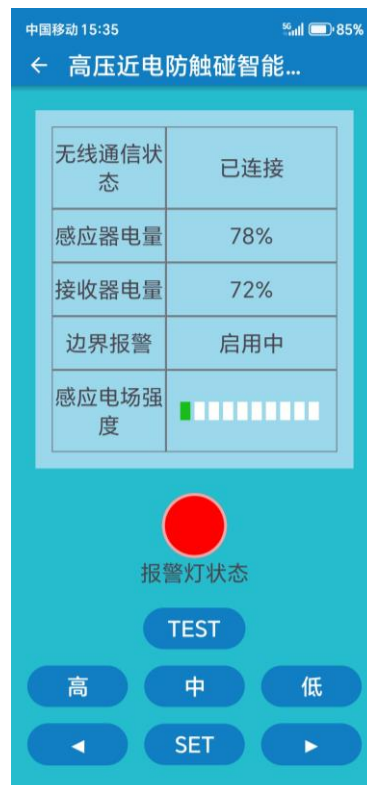 中国移动 15:35 5G 85%
← 高压近电防触碰智能...
无线通信状
态
已连接
感应器电量 78%
接收器电量 72%
边界报警 启用中
感应电场强
度
报警灯状态
TEST
高 中 低
◄ SET ►